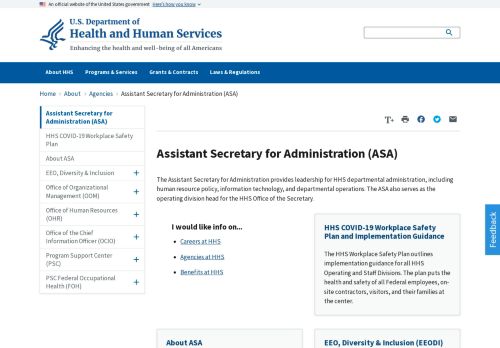 An official website of the United States government Here's how you know
U.S. Department of
Health and Human Services
Enhancing the health and well-being of all Americans
About HHS Programs & Services Grants & Contracts Laws & Regulations
Home About Agencies Assistant Secretary for Administration (ASA)
Assistant Secretary for
Administration (ASA)
HHS COVID-19 Workplace Safety
Plan
About ASA
EEO, Diversity & Inclusion
Office of Organizational
Management (OOM)
Office of Human Resources
(OHR)
Office of the Chief
Information Officer (OCIO)
Program Support Center
(PSC)
PSC Federal Occupational
Health (FOH)
T+
Assistant Secretary for Administration (ASA)
The Assistant Secretary for Administration provides leadership for HHS departmental administration, including
human resource policy, information technology, and departmental operations. The ASA also serves as the
operating division head for the HHS Office of the Secretary.
I would like info on...
Careers at HHS
Agencies at HHS
Benefits at HHS
HHS COVID-19 Workplace Safety
Plan and Implementation Guidance
The HHS Workplace Safety Plan outlines
implementation guidance for all HHS
Operating and Staff Divisions. The plan puts the
health and safety of all Federal employees, on-
site contractors, visitors, and their families at
the center.
Feedback
About ASA
EEO, Diversity & Inclusion (EEODI)